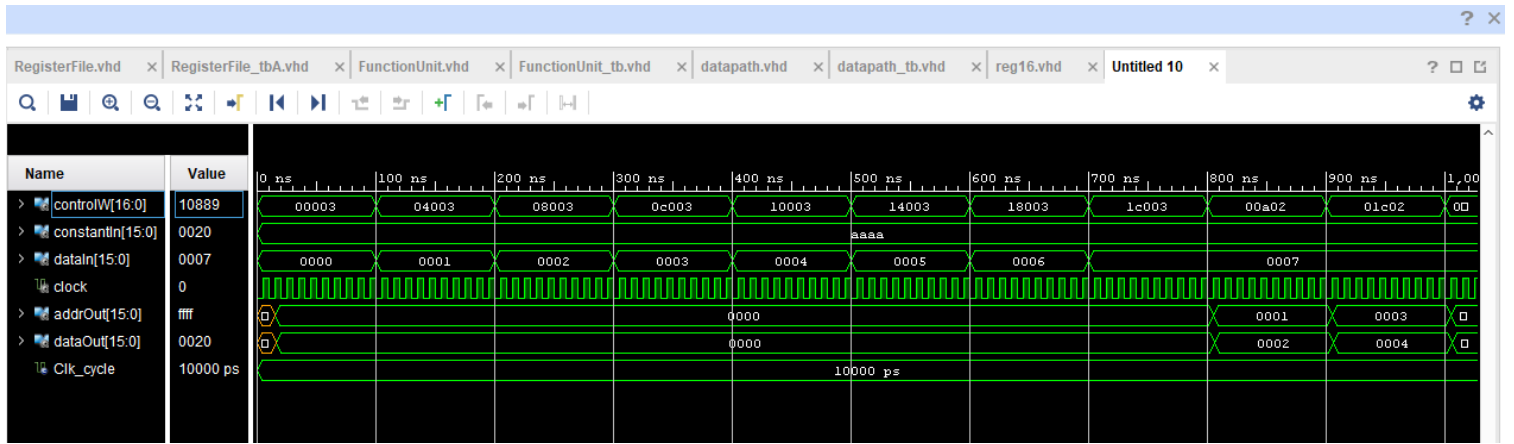 ? ×
RegisterFile.vhd × RegisterFile_tbA.vhd × FunctionUnit.vhd × FunctionUnit_tb.vhd × datapath.vhd × datapath_tb.vhd × reg16.vhd × Untitled 10 × ?
Name Value 0 ns 100 ns 200 ns 300 ns 400 ns 500 ns 600 ns 700 ns 800 ns 900 ns 1,00
> controlW[16:0] 10889 00003 04003 08003 0c003 10003 14003 18003 1c003 00a02 01c02 00
> constantIn[15:0] 0020 aaaa
> dataIn[15:0] 0007 0000 0001 0002 0003 0004 0005 0006 0007
clock 0
> addrOut[15:0] ffff 0000 0001 0003
> dataOut[15:0] 0020 0000 0002 0004
Clk_cycle 10000 ps 10000 ps